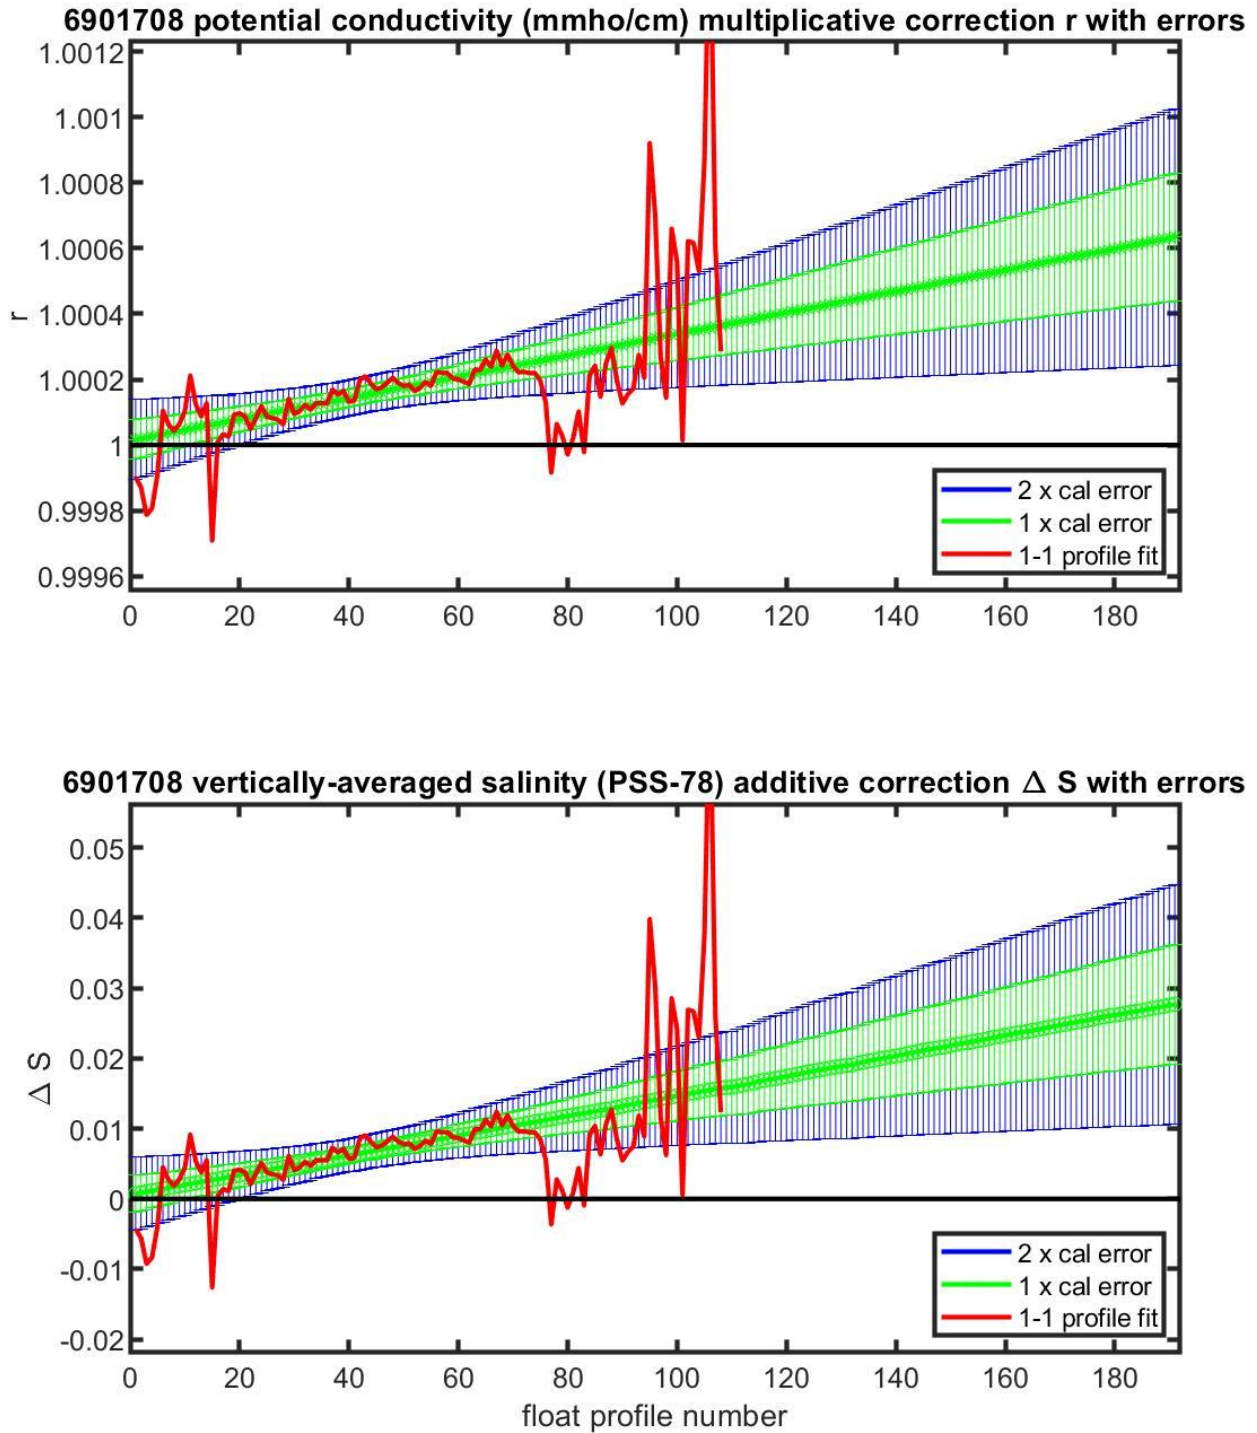 6901708 potential conductivity (mmho/cm) multiplicative correction r with errors
1.0012
1.001
1.0008
1.0006
1.0004
1.0002
1
0.9998
0.9996
r
2 x cal error
1 x cal error
1-1 profile fit
0 20 40 60 80 100 120 140 160 180
6901708 vertically-averaged salinity (PSS-78) additive correction Δ S with errors
0.05
0.04
0.03
0.02
0.01
0
-0.01
-0.02
Δ S
2 x cal error
1 x cal error
1-1 profile fit
0 20 40 60 80 100 120 140 160 180
float profile number